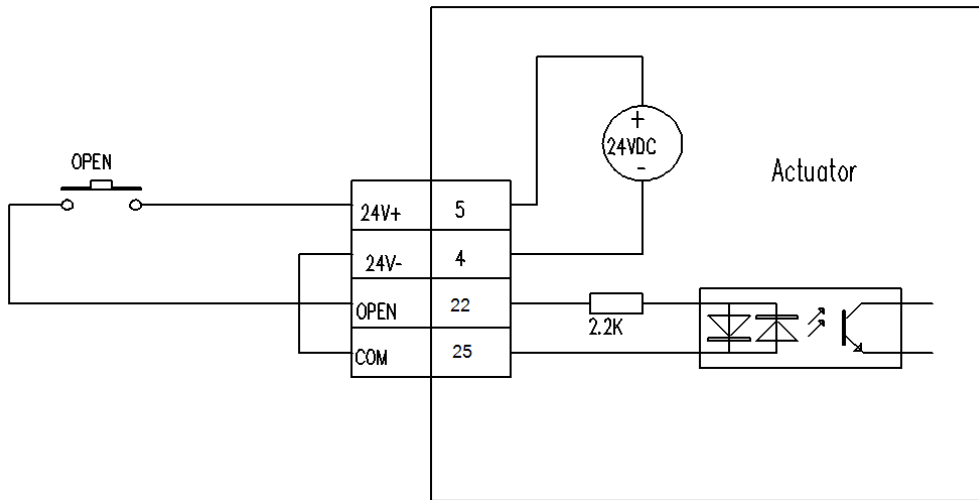 +
24VDC
-
OPEN
Actuator
24V+ 5
24V- 4
OPEN 22
2.2K
COM 25